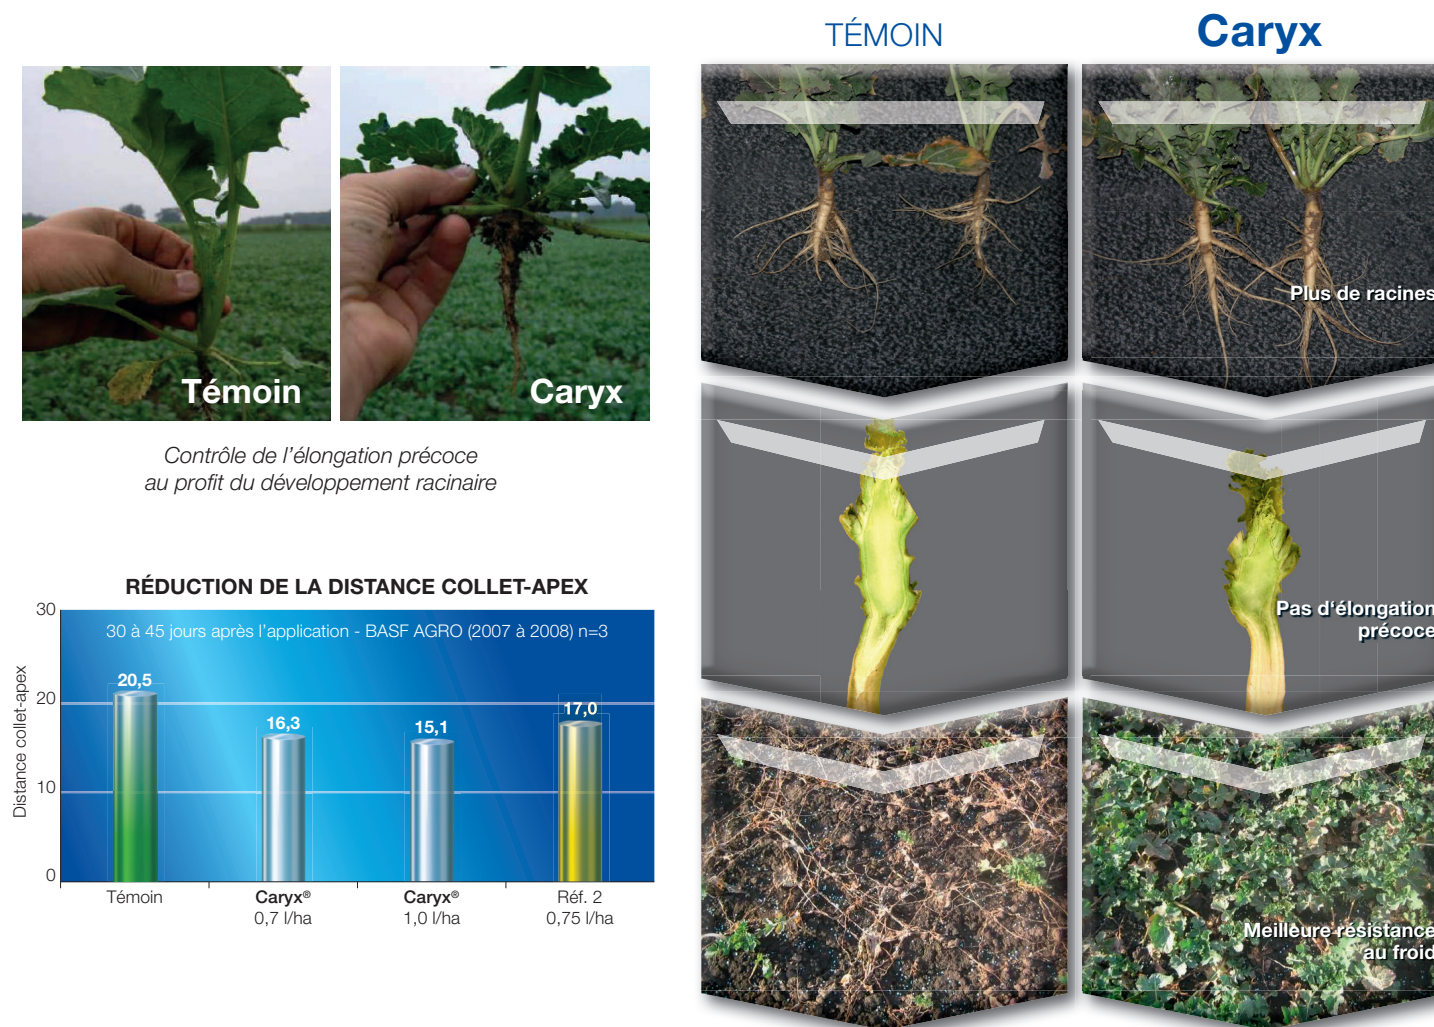 Témoin
Caryx
Contrôle de l'élongation précoce
au profit du développement racinaire
RÉDUCTION DE LA DISTANCE COLLET-APEX
30 à 45 jours après l'application - BASF AGRO (2007 à 2008) n=3
Distance collet-apex
30
20
10
0
20,5
16,3
15,1
17,0
Témoin
Caryx®
0,7 l/ha
Caryx®
1,0 l/ha
Réf. 2
0,75 l/ha
TÉMOIN
Caryx
Plus de racines
Pas d'élongation
précoce
Meilleure résistance
au froid